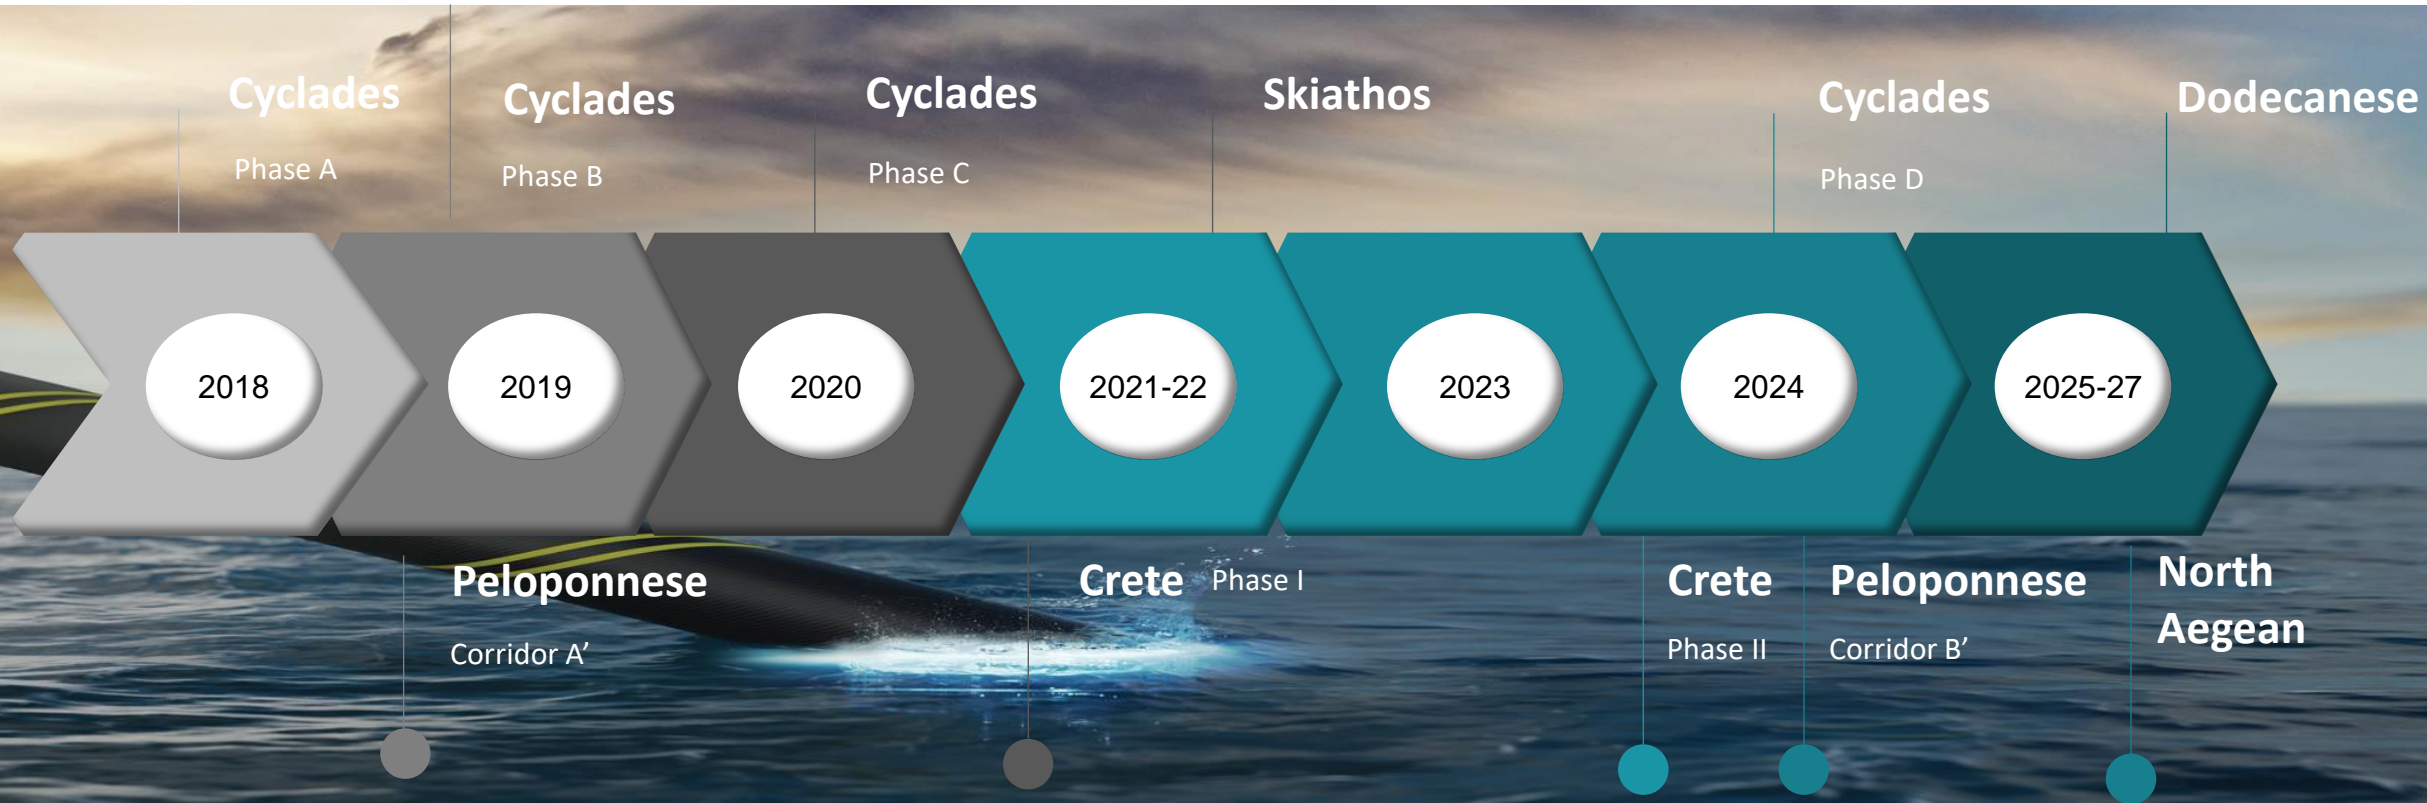 Cyclades
Phase A
Cyclades
Phase B
Cyclades
Phase C
Skiathos
Cyclades
Phase D
Dodecanese
2018
2019
2020
2021-22
2023
2024
2025-27
Peloponnese
Corridor A’
Crete Phase I
Crete
Phase II
Peloponnese
Corridor B’
North
Aegean